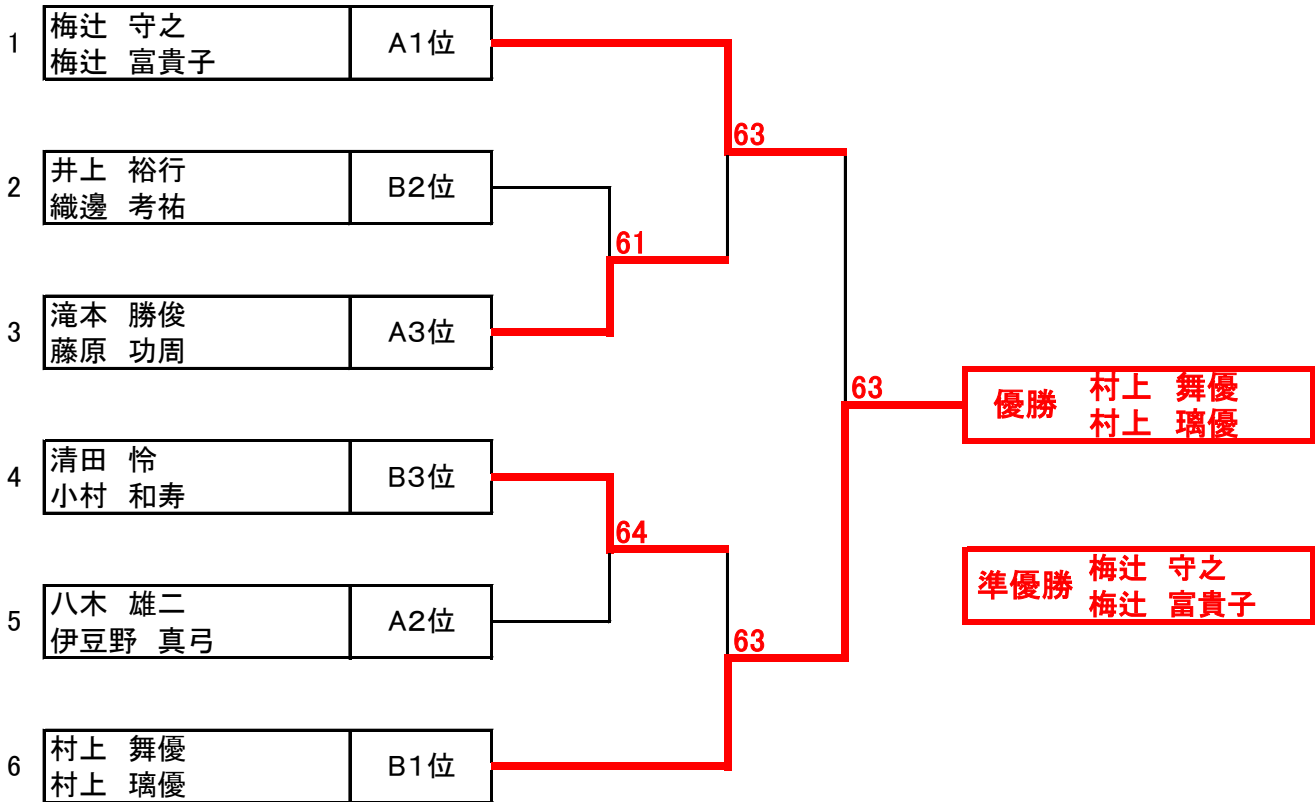 1
梅辻 守之
梅辻 富貴子
A1位
63
2
井上 裕行
織邊 考祐
B2位
61
3
滝本 勝俊
藤原 功周
A3位
63
優勝
村上 舞優
村上 璃優
4
清田 怜
小村 和寿
B3位
64
準優勝
梅辻 守之
梅辻 富貴子
5
八木 雄二
伊豆野 真弓
A2位
63
6
村上 舞優
村上 璃優
B1位